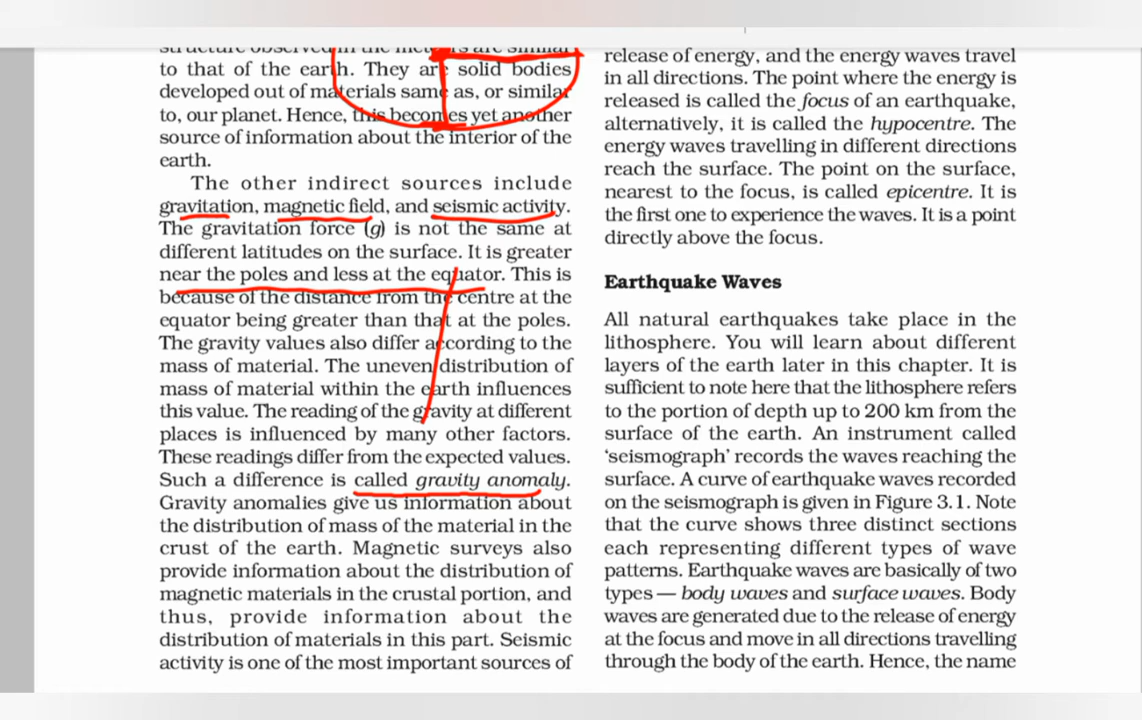 structure observed in the meteors are similar
to that of the earth. They are solid bodies
developed out of materials same as, or similar
to, our planet. Hence, this becomes yet another
source of information about the interior of the
earth.
The other indirect sources include
gravitation, magnetic field, and seismic activity.
The gravitation force (g) is not the same at
different latitudes on the surface. It is greater
near the poles and less at the equator. This is
because of the distance from the centre at the
equator being greater than that at the poles.
The gravity values also differ according to the
mass of material. The uneven distribution of
mass of material within the earth influences
this value. The reading of the gravity at different
places is influenced by many other factors.
These readings differ from the expected values.
Such a difference is called gravity anomaly.
Gravity anomalies give us information about
the distribution of mass of the material in the
crust of the earth. Magnetic surveys also
provide information about the distribution of
magnetic materials in the crustal portion, and
thus, provide information about the
distribution of materials in this part. Seismic
activity is one of the most important sources of
release of energy, and the energy waves travel
in all directions. The point where the energy is
released is called the focus of an earthquake,
alternatively, it is called the hypocentre. The
energy waves travelling in different directions
reach the surface. The point on the surface,
nearest to the focus, is called epicentre. It is
the first one to experience the waves. It is a point
directly above the focus.
Earthquake Waves
All natural earthquakes take place in the
lithosphere. You will learn about different
layers of the earth later in this chapter. It is
sufficient to note here that the lithosphere refers
to the portion of depth up to 200 km from the
surface of the earth. An instrument called
‘seismograph’ records the waves reaching the
surface. A curve of earthquake waves recorded
on the seismograph is given in Figure 3.1. Note
that the curve shows three distinct sections
each representing different types of wave
patterns. Earthquake waves are basically of two
types — body waves and surface waves. Body
waves are generated due to the release of energy
at the focus and move in all directions travelling
through the body of the earth. Hence, the name